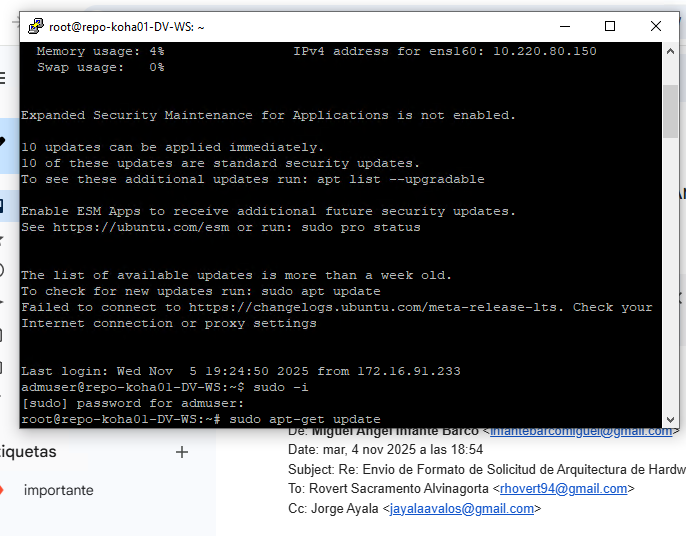 root@repo-koha01-DV-WS: ~
Memory usage: 4%                IPv4 address for ens160: 10.220.80.150
Swap usage:   0%
Expanded Security Maintenance for Applications is not enabled.
10 updates can be applied immediately.
10 of these updates are standard security updates.
To see these additional updates run: apt list --upgradable
Enable ESM Apps to receive additional future security updates.
See https://ubuntu.com/esm or run: sudo pro status
The list of available updates is more than a week old.
To check for new updates run: sudo apt update
Failed to connect to https://changelogs.ubuntu.com/meta-release-lts. Check your
Internet connection or proxy settings
Last login: Wed Nov  5 19:24:50 2025 from 172.16.91.233
admuser@repo-koha01-DV-WS:~$ sudo -i
[sudo] password for admuser:
root@repo-koha01-DV-WS:~# sudo apt-get update
De: Miguel Angel Infante Barco <infantebarcomiguel@gmail.com>
Date: mar, 4 nov 2025 a las 18:54
Subject: Re: Envio de Formato de Solicitud de Arquitectura de Hardw
To: Rovert Sacramento Alvinagorta <rhovert94@gmail.com>
Cc: Jorge Ayala <jayalaavalos@gmail.com>
tiquetas
importante